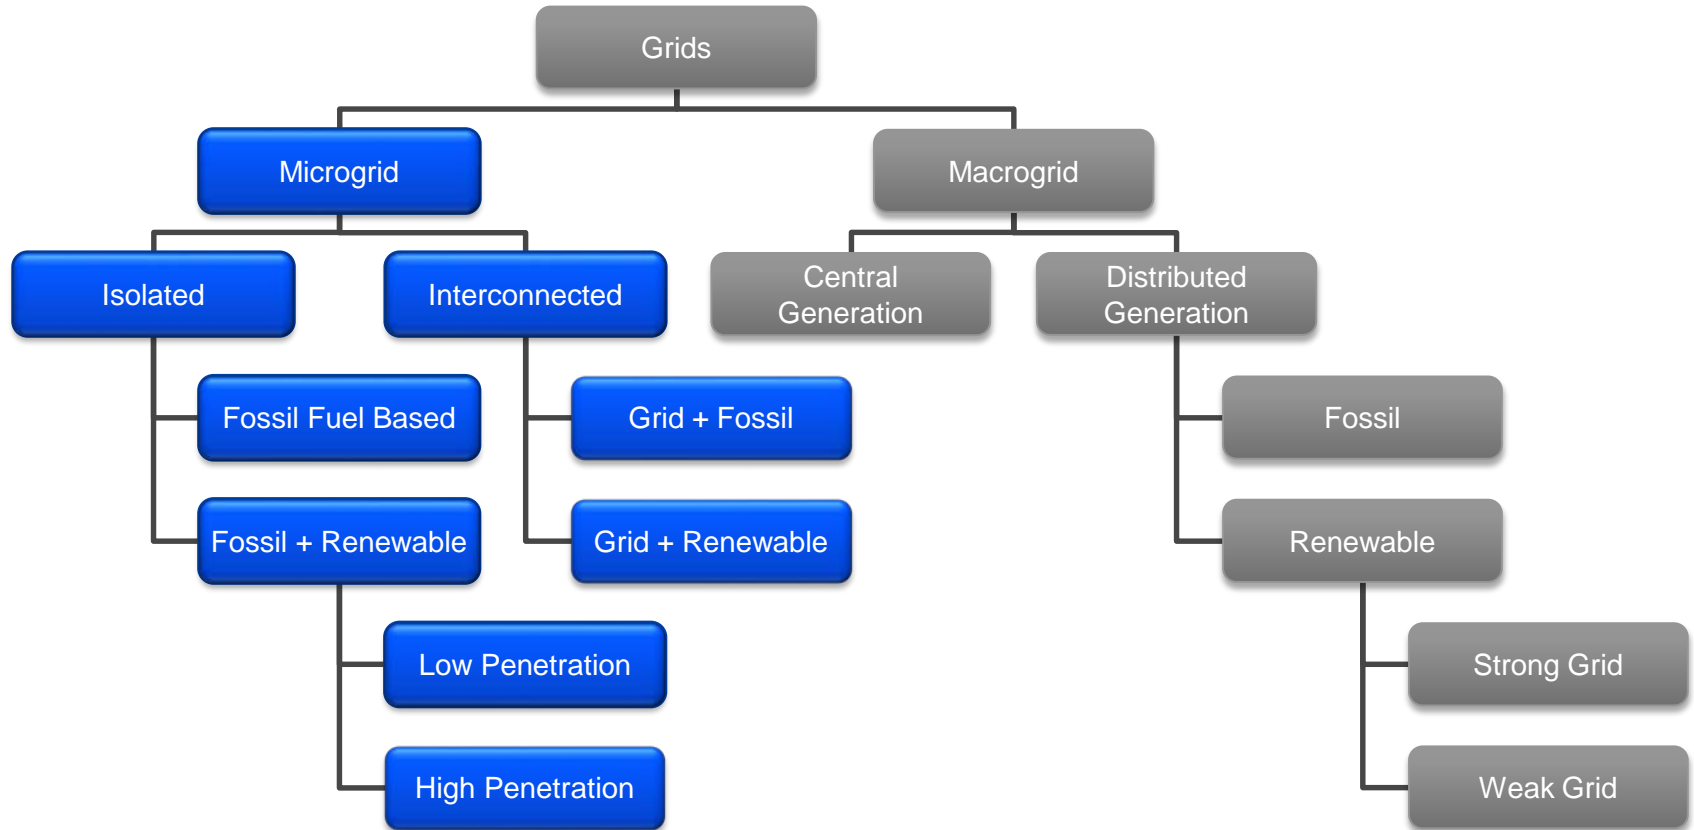 Grids
Microgrid
Macrogrid
Isolated
Interconnected
Central
Generation
Distributed
Generation
Fossil Fuel Based
Grid + Fossil
Fossil
Fossil + Renewable
Grid + Renewable
Renewable
Low Penetration
Strong Grid
High Penetration
Weak Grid